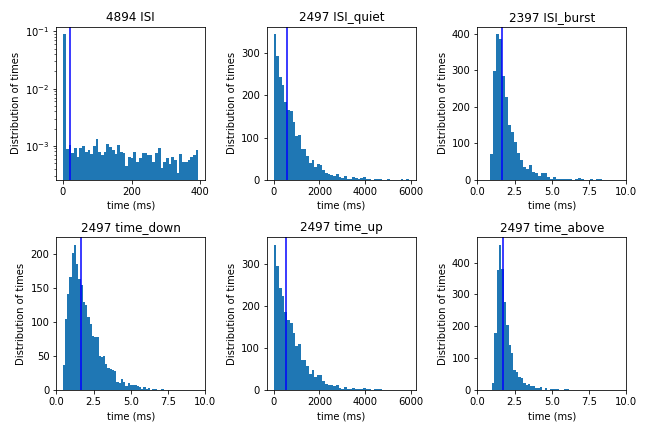 4894 ISI
2497 ISI_quiet
2397 ISI_burst
Distribution of times
10⁻¹
10⁻²
10⁻³
0 200 400
time (ms)
Distribution of times
300
200
100
0
0 2000 4000 6000
time (ms)
Distribution of times
400
300
200
100
0
0.0 2.5 5.0 7.5 10.0
time (ms)
2497 time_down
2497 time_up
2497 time_above
Distribution of times
200
150
100
50
0
0.0 2.5 5.0 7.5 10.0
time (ms)
Distribution of times
300
200
100
0
0 2000 4000 6000
time (ms)
Distribution of times
400
300
200
100
0
0.0 2.5 5.0 7.5 10.0
time (ms)